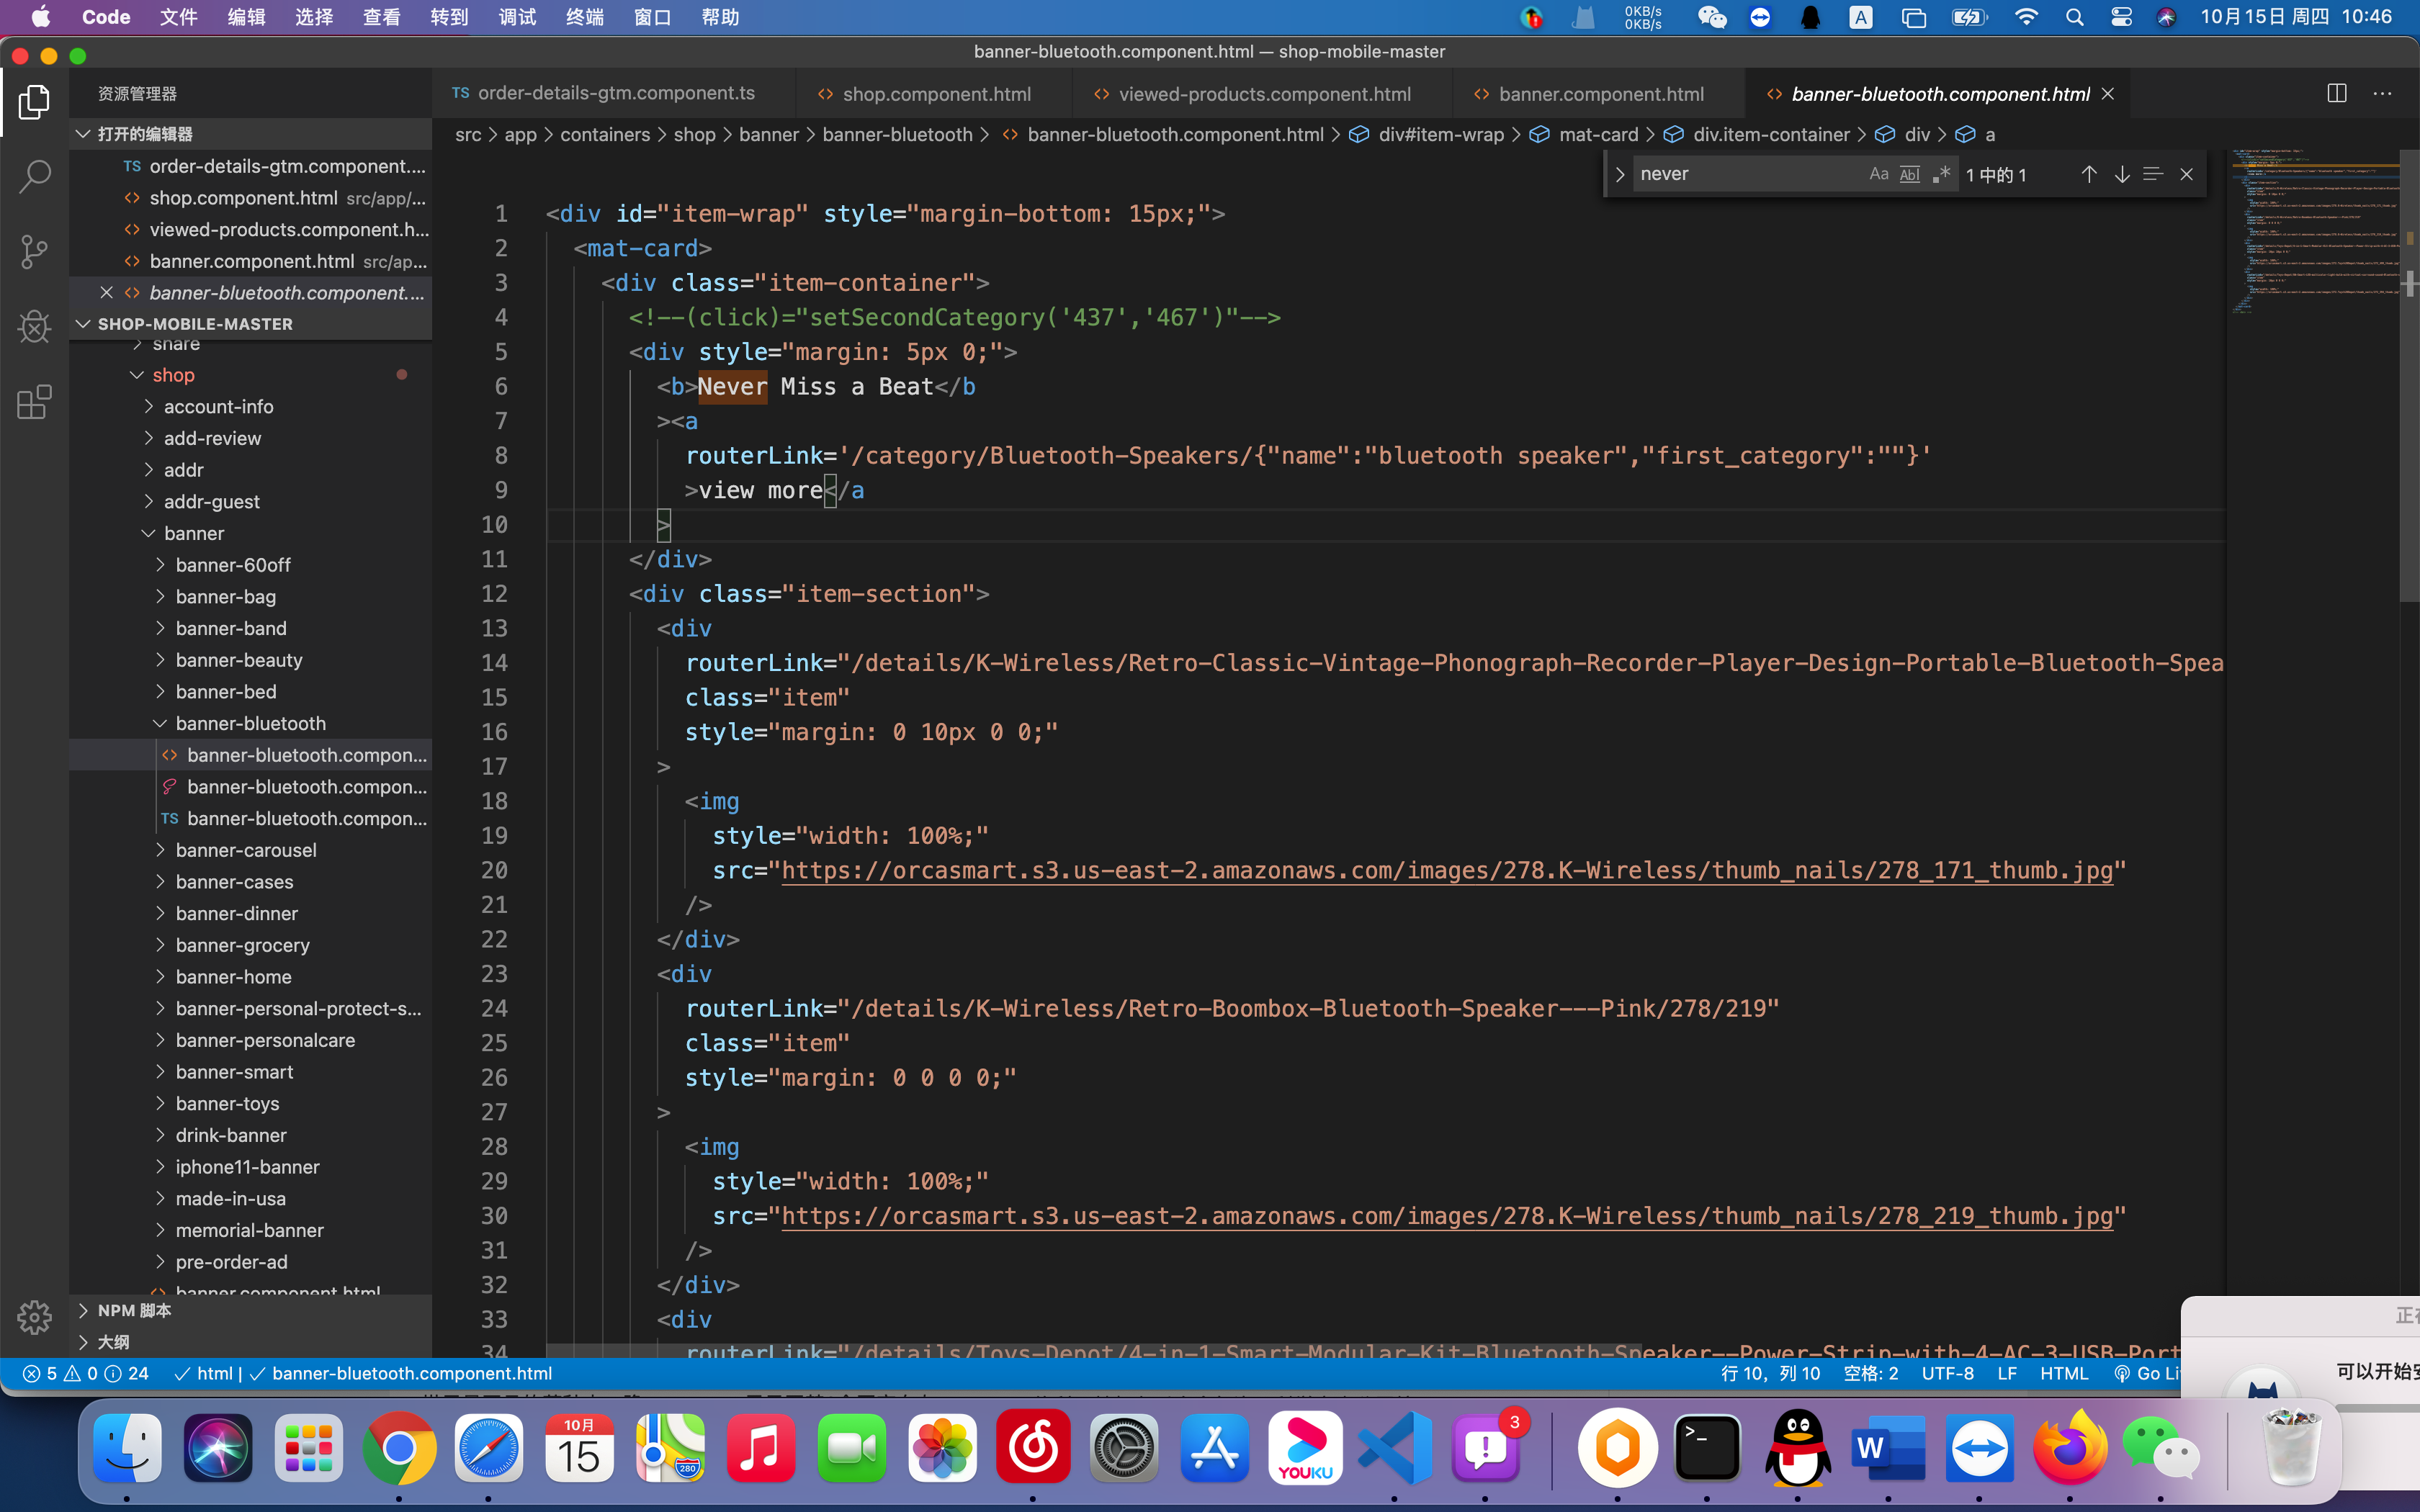 Code 文件 编辑 选择 查看 转到 调试 终端 窗口 帮助
0KB/s
0KB/s
A
10月15日 周四 10:46
banner-bluetooth.component.html — shop-mobile-master
资源管理器
打开的编辑器
TS order-details-gtm.component....
<> shop.component.html src/app/...
<> viewed-products.component.h...
<> banner.component.html src/ap...
<> banner-bluetooth.component....
SHOP-MOBILE-MASTER
share
shop
account-info
add-review
addr
addr-guest
banner
banner-60off
banner-bag
banner-band
banner-beauty
banner-bed
banner-bluetooth
<> banner-bluetooth.compon...
banner-bluetooth.compon...
TS banner-bluetooth.compon...
banner-carousel
banner-cases
banner-dinner
banner-grocery
banner-home
banner-personal-protect-s...
banner-personalcare
banner-smart
banner-toys
drink-banner
iphone11-banner
made-in-usa
memorial-banner
pre-order-ad
banner.component.html
NPM 脚本
大纲
TS order-details-gtm.component.ts
<> shop.component.html
<> viewed-products.component.html
<> banner.component.html
<> banner-bluetooth.component.html
src > app > containers > shop > banner > banner-bluetooth > <> banner-bluetooth.component.html > div#item-wrap > mat-card > div.item-container > div > a
never Aa Abl .* 1 中的 1
1 <div id="item-wrap" style="margin-bottom: 15px;">
2 <mat-card>
3 <div class="item-container">
4 <!--(click)="setSecondCategory('437','467')"-->
5 <div style="margin: 5px 0;">
6 <b>Never Miss a Beat</b
7 ><a
8 routerLink='/category/Bluetooth-Speakers/{"name":"bluetooth speaker","first_category":""}'
9 >view more</a
10 >
11 </div>
12 <div class="item-section">
13 <div
14 routerLink="/details/K-Wireless/Retro-Classic-Vintage-Phonograph-Recorder-Player-Design-Portable-Bluetooth-Spea
15 class="item"
16 style="margin: 0 10px 0 0;"
17 >
18 <img
19 style="width: 100%;"
20 src="https://orcasmart.s3.us-east-2.amazonaws.com/images/278.K-Wireless/thumb_nails/278_171_thumb.jpg"
21 />
22 </div>
23 <div
24 routerLink="/details/K-Wireless/Retro-Boombox-Bluetooth-Speaker---Pink/278/219"
25 class="item"
26 style="margin: 0 0 0 0;"
27 >
28 <img
29 style="width: 100%;"
30 src="https://orcasmart.s3.us-east-2.amazonaws.com/images/278.K-Wireless/thumb_nails/278_219_thumb.jpg"
31 />
32 </div>
33 <div
34 routerLink="/details/Toys-Depot/4-in-1-Smart-Modular-Kit-Bluetooth-Speaker--Power-Strip-with-4-AC-3-USB-Port
5 0 24 html | banner-bluetooth.component.html
行 10，列 10 空格: 2 UTF-8 LF HTML Go Li
可以开始安
10月
15
280
YOUKU
3
>_
W